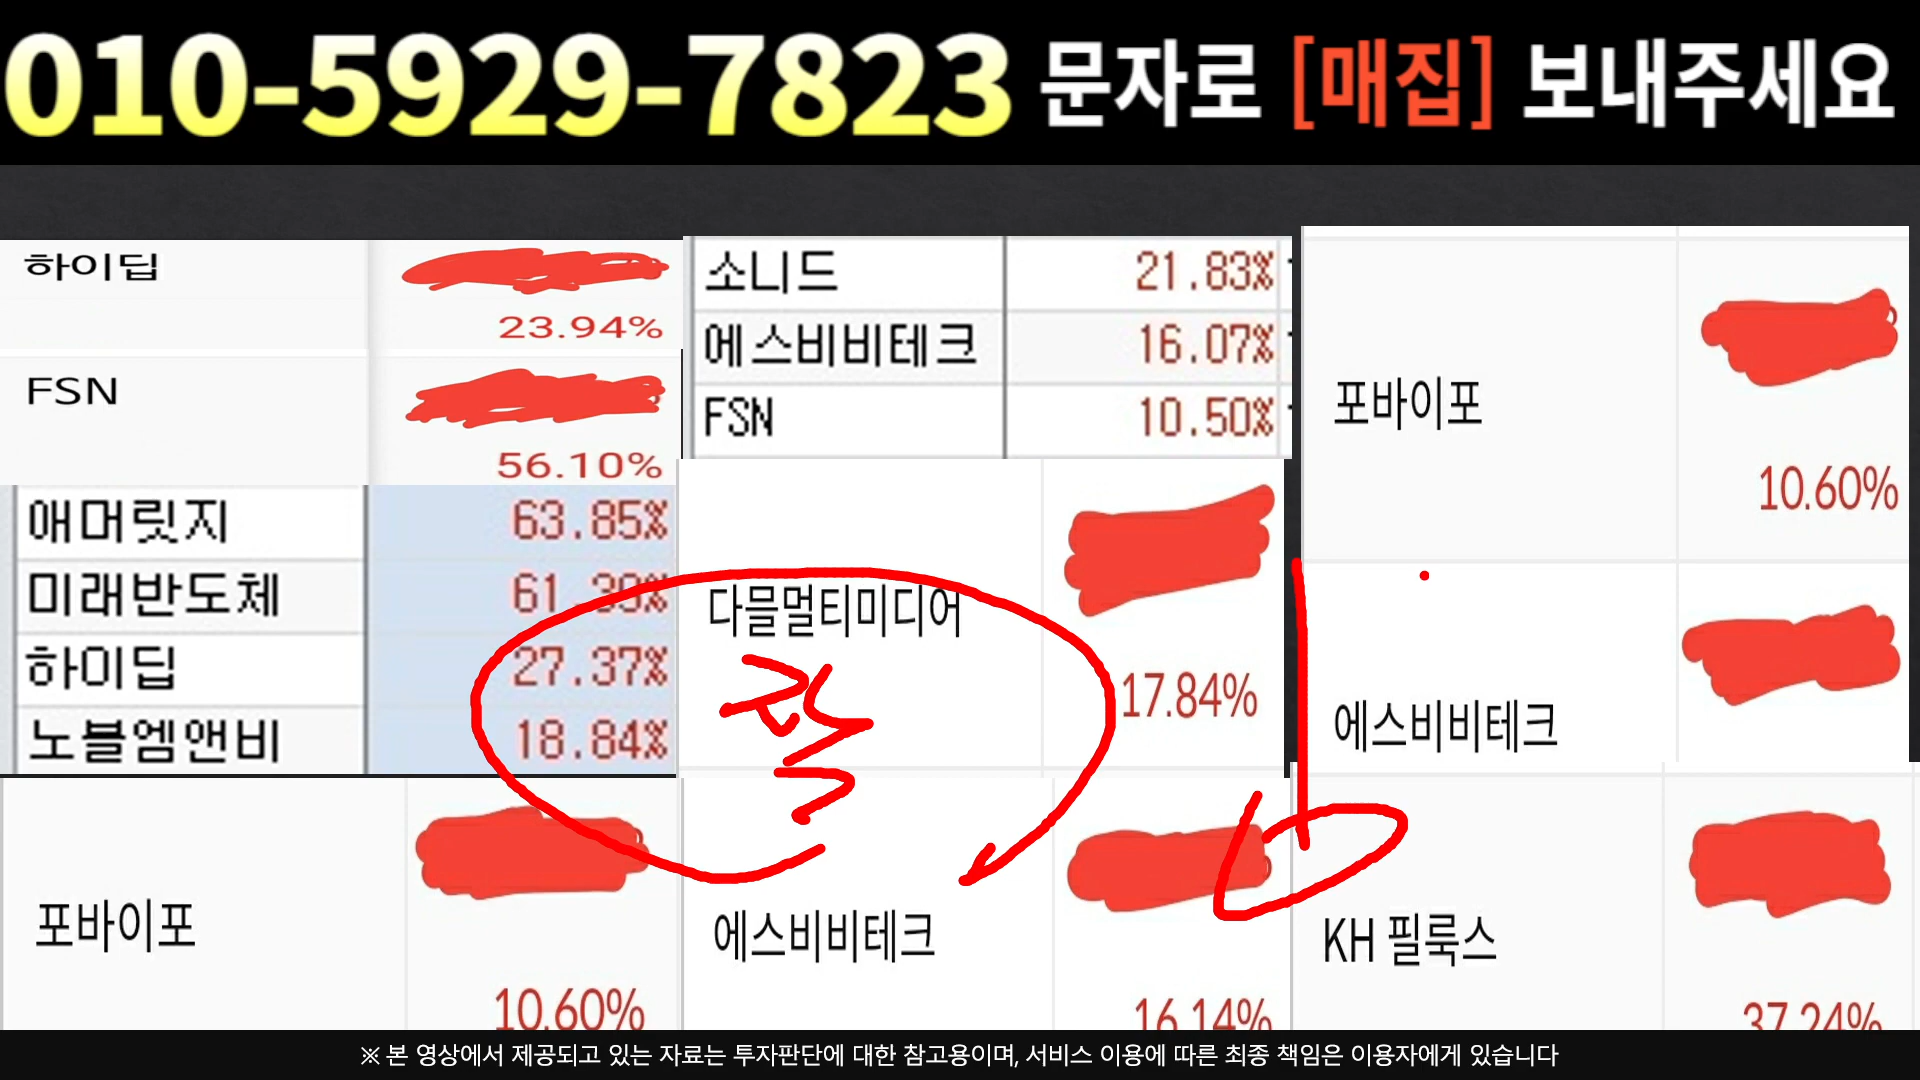 010-5929-7823 문자로 [매집] 보내주세요
하이딥
23.94%
FSN
56.10%
애머릿지 63.85%
미래반도체 61.39%
하이딥 27.37%
노블엠앤비 18.84%
소니드 21.83%
에스비비테크 16.07%
FSN 10.50%
다믈멀티미디어
17.84%
포바이포
10.60%
에스비비테크
포바이포
10.60%
에스비비테크
16.14%
KH 필룩스
37.24%
※ 본 영상에서 제공되고 있는 자료는 투자판단에 대한 참고용이며, 서비스 이용에 따른 최종 책임은 이용자에게 있습니다